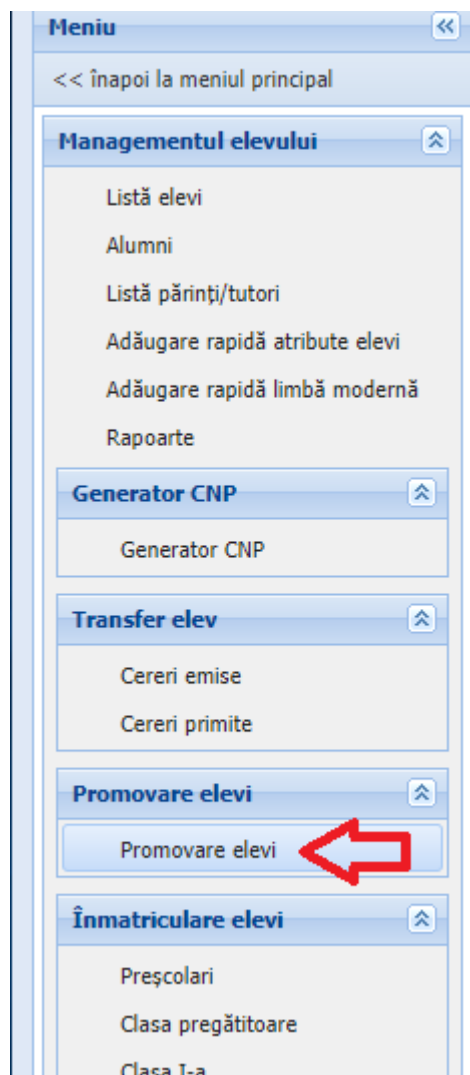 Meniu
<< înapoi la meniul principal
Managementul elevului
Listă elevi
Alumni
Listă părinți/tutori
Adăugare rapidă atribute elevi
Adăugare rapidă limbă modernă
Rapoarte
Generator CNP
Generator CNP
Transfer elev
Cereri emise
Cereri primite
Promovare elevi
Promovare elevi
Înmatriculare elevi
Preșcolari
Clasa pregătitoare
Clasa I-a